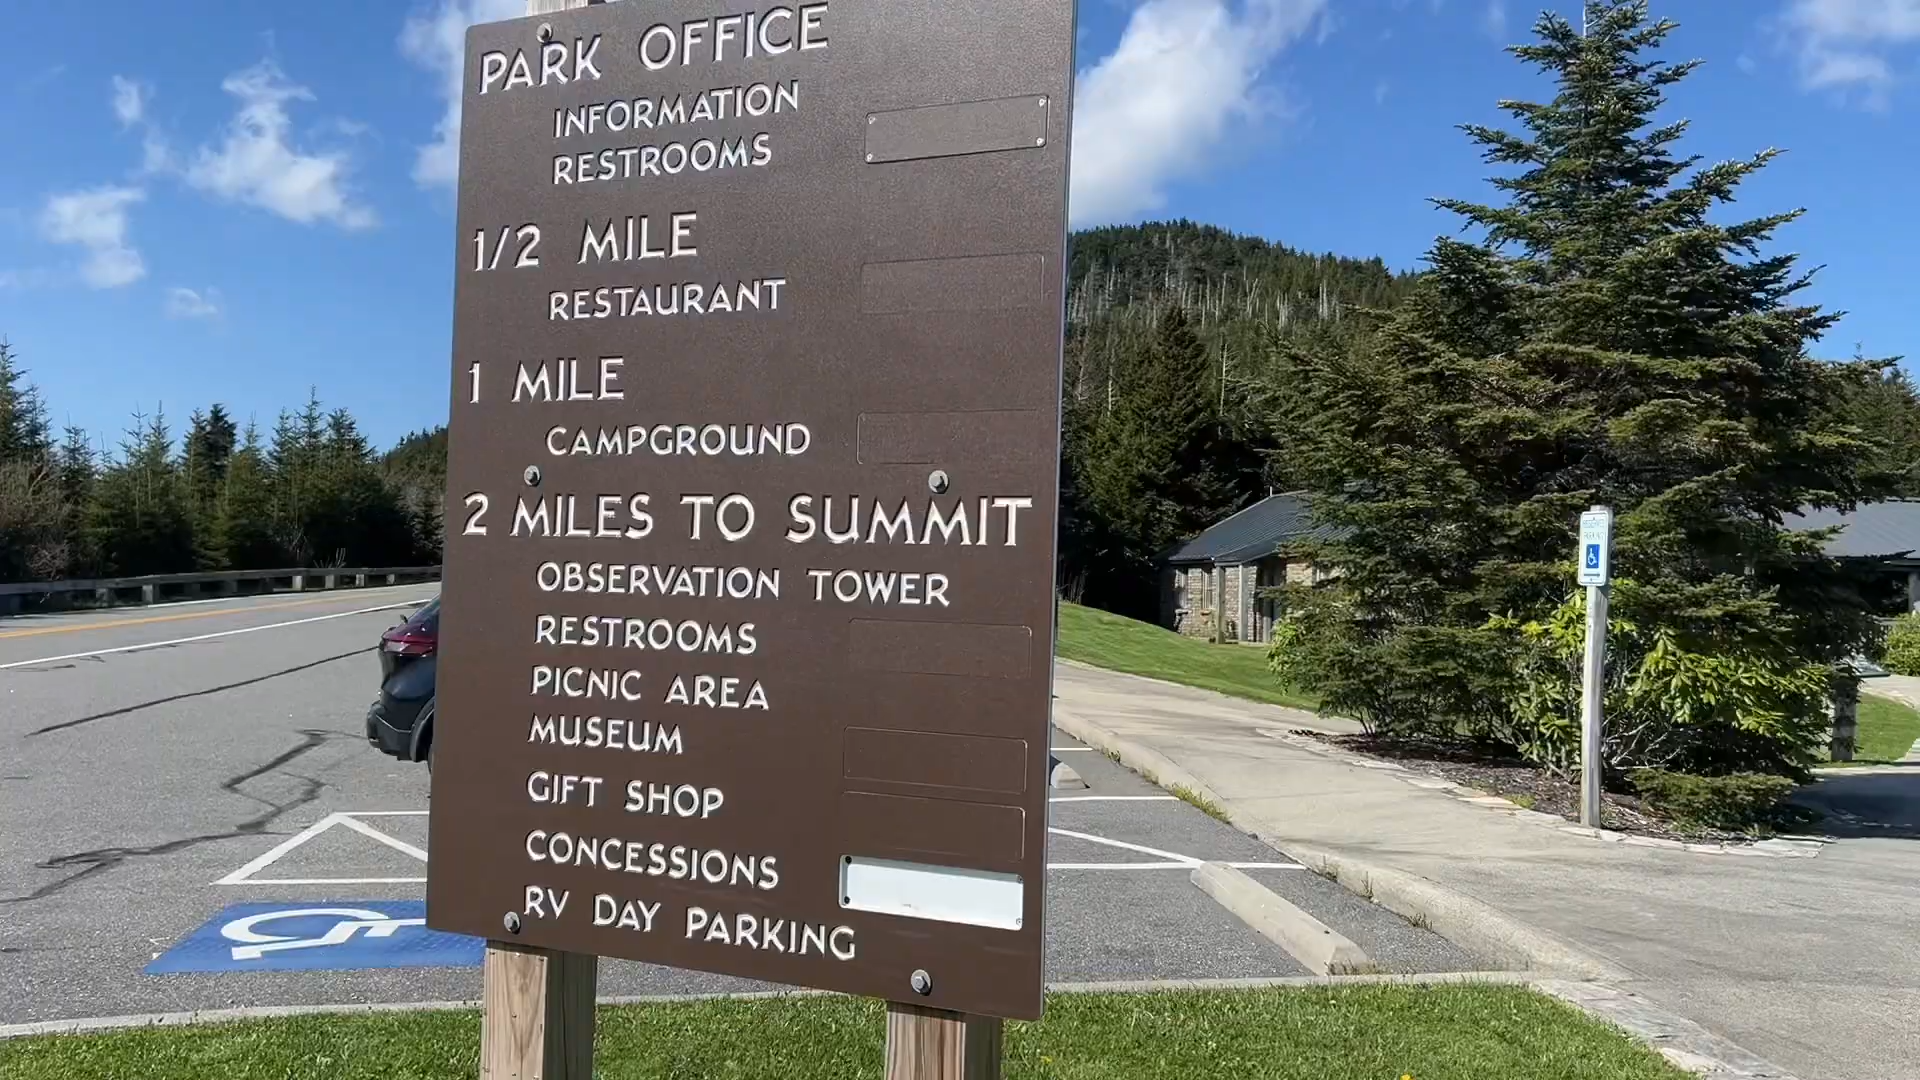 PARK OFFICE
INFORMATION
RESTROOMS
1/2 MILE
RESTAURANT
1 MILE
CAMPGROUND
2 MILES TO SUMMIT
OBSERVATION TOWER
RESTROOMS
PICNIC AREA
MUSEUM
GIFT SHOP
CONCESSIONS
RV DAY PARKING